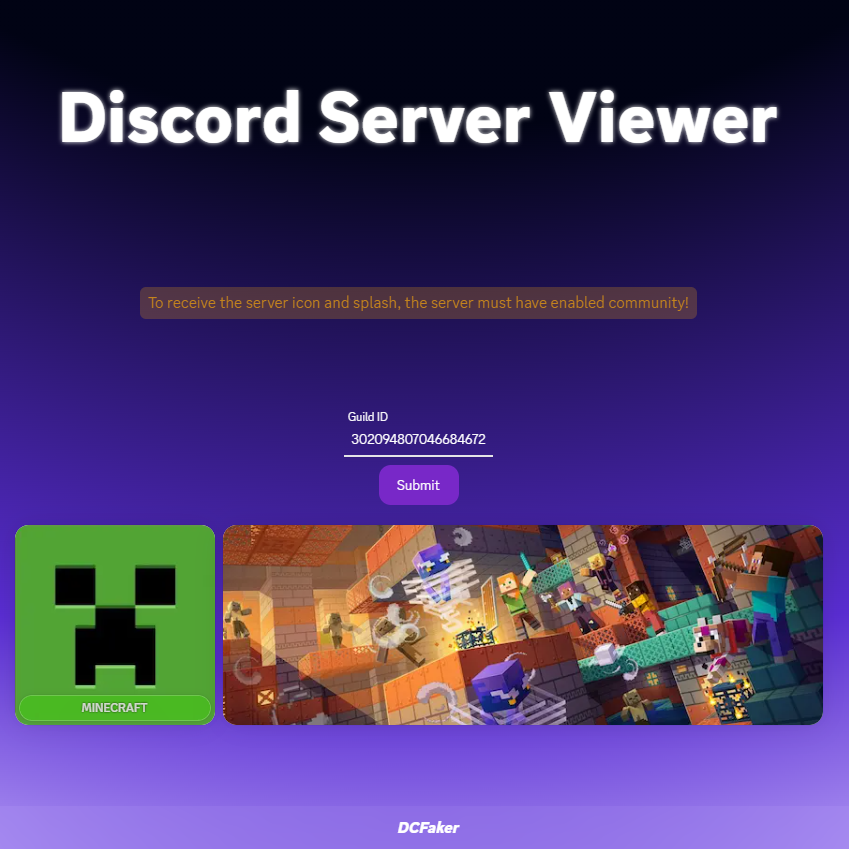 Discord Server Viewer
To receive the server icon and splash, the server must have enabled community!
Guild ID
302094807046684672
Submit
MINECRAFT
DCFaker